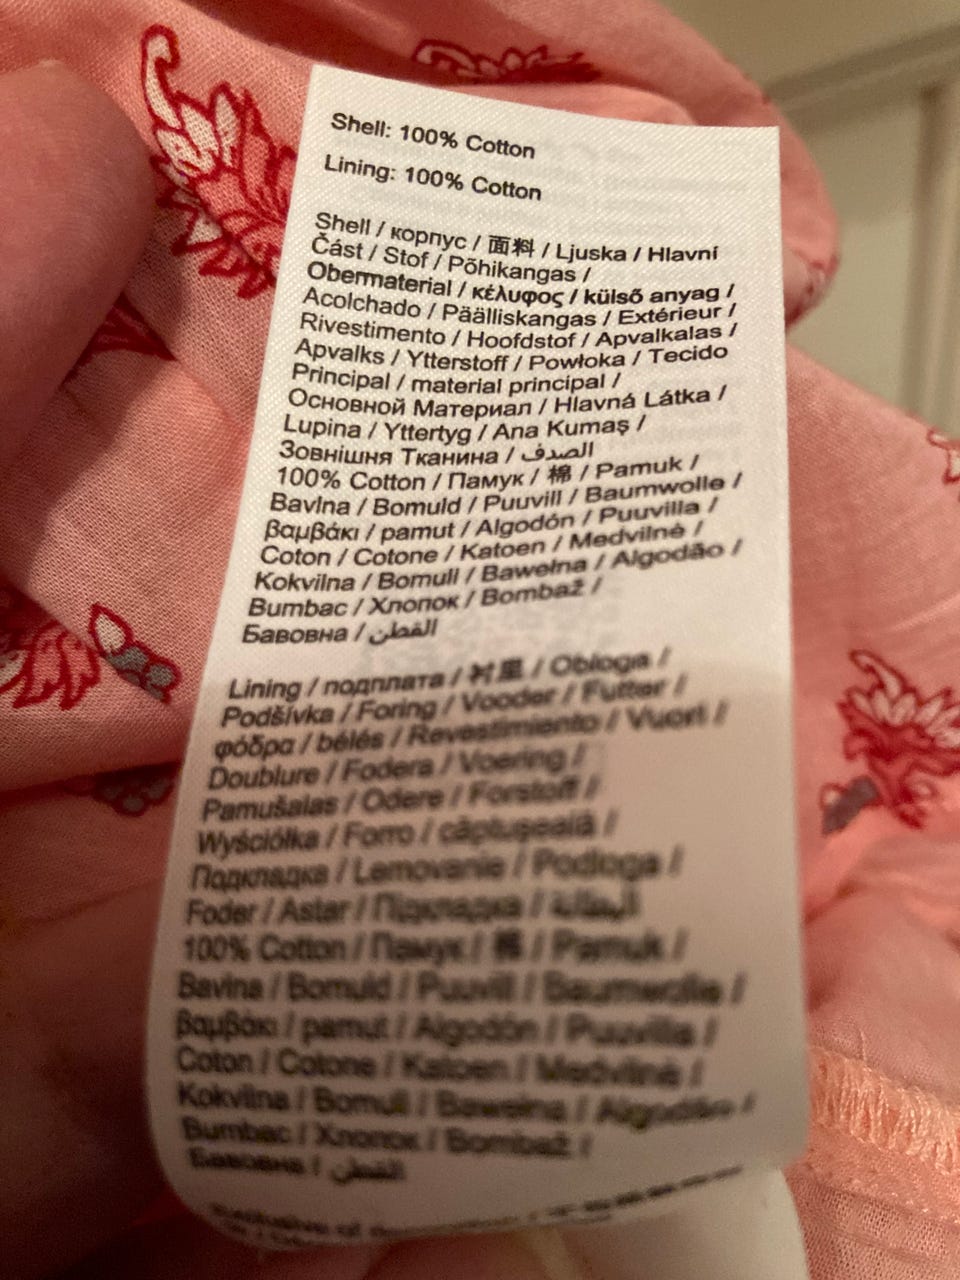 Shell: 100% Cotton
Lining: 100% Cotton
Shell / корпус / 面料 / Ljuska / Hlavní
Část / Stof / Põhikangas /
Obermaterial / κέλυφος / külső anyag /
Acolchado / Päälliskangas / Extérieur /
Rivestimento / Hoofdstof / Apvalkalas /
Apvalks / Ytterstoff / Powłoka / Tecido
Principal / material principal /
Основной Материал / Hlavná Látka /
Lupina / Yttertyg / Ana Kumaş /
Зовнішня Тканина / الصدف
100% Cotton / Памук / 棉 / Pamuk /
Bavlna / Bomuld / Puuvill / Baumwolle /
βαμβάκι / pamut / Algodón / Puuvilla /
Coton / Cotone / Katoen / Medvilnė /
Kokvilna / Bomull / Bawełna / Algodão /
Bumbac / Хлопок / Bombaž /
Бавовна / القطن
Lining / подплата / 衬里 / Obloga /
Podšívka / Foring / Vooder / Futter /
φόδρα / bélés / Revestimiento / Vuori /
Doublure / Fodera / Voering /
Pamušalas / Odere / Forstoff /
Wyściółka / Forro / căptuşeală /
Подкладка / Lemovanie / Podloga /
Foder / Astar / Підкладка / البطانة
100% Cotton / Памук / 棉 / Pamuk /
Bavlna / Bomuld / Puuvill / Baumwolle /
βαμβάκι / pamut / Algodón / Puuvilla /
Coton / Cotone / Katoen / Medvilnė /
Kokvilna / Bomull / Bawełna / Algodão /
Bumbac / Хлопок / Bombaž /
Бавовна / القطن
Exclusive of